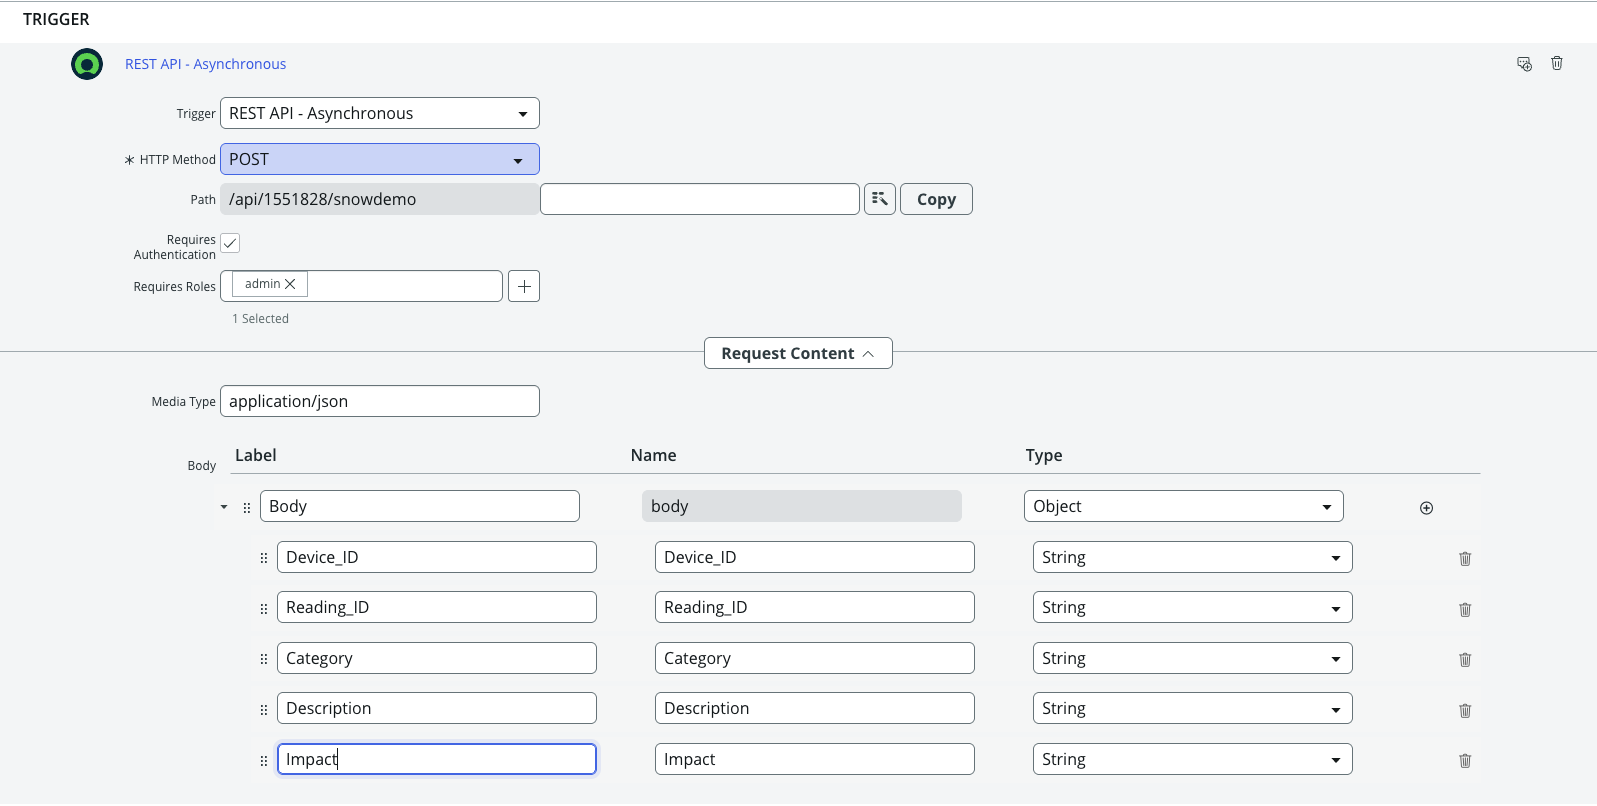 TRIGGER
REST API - Asynchronous
Trigger REST API - Asynchronous
* HTTP Method POST
Path /api/1551828/snowdemo Copy
Requires
Authentication
Requires Roles admin
1 Selected
Request Content
Media Type application/json
Body Label Name Type
Body body Object
Device_ID Device_ID String
Reading_ID Reading_ID String
Category Category String
Description Description String
Impact Impact String